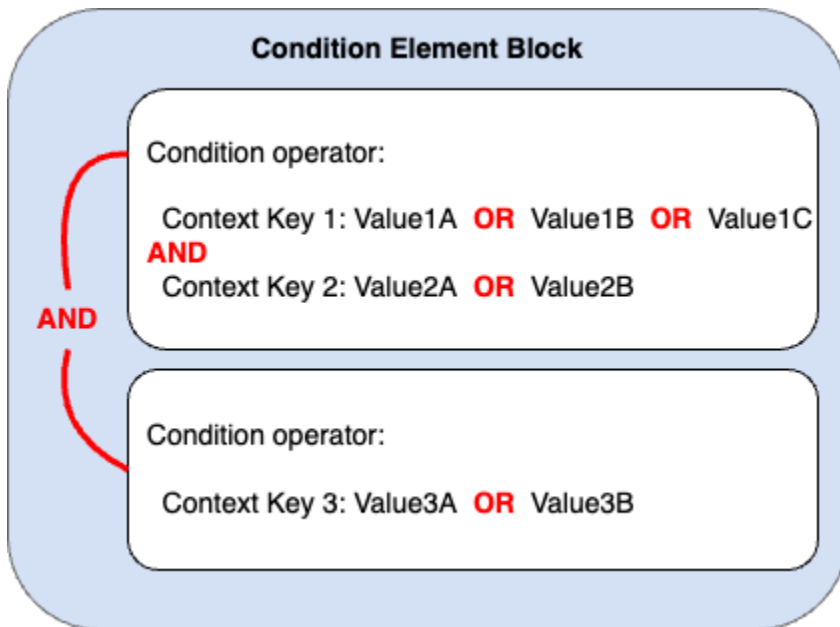 Condition Element Block
Condition operator:
Context Key 1: Value1A OR Value1B OR Value1C
AND
Context Key 2: Value2A OR Value2B
AND
Condition operator:
Context Key 3: Value3A OR Value3B